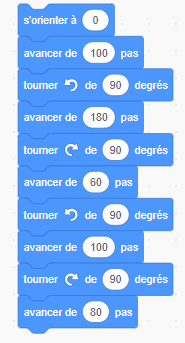 s'orienter à 0
avancer de 100 pas
tourner ↺ de 90 degrés
avancer de 180 pas
tourner ↻ de 90 degrés
avancer de 60 pas
tourner ↺ de 90 degrés
avancer de 100 pas
tourner ↻ de 90 degrés
avancer de 80 pas